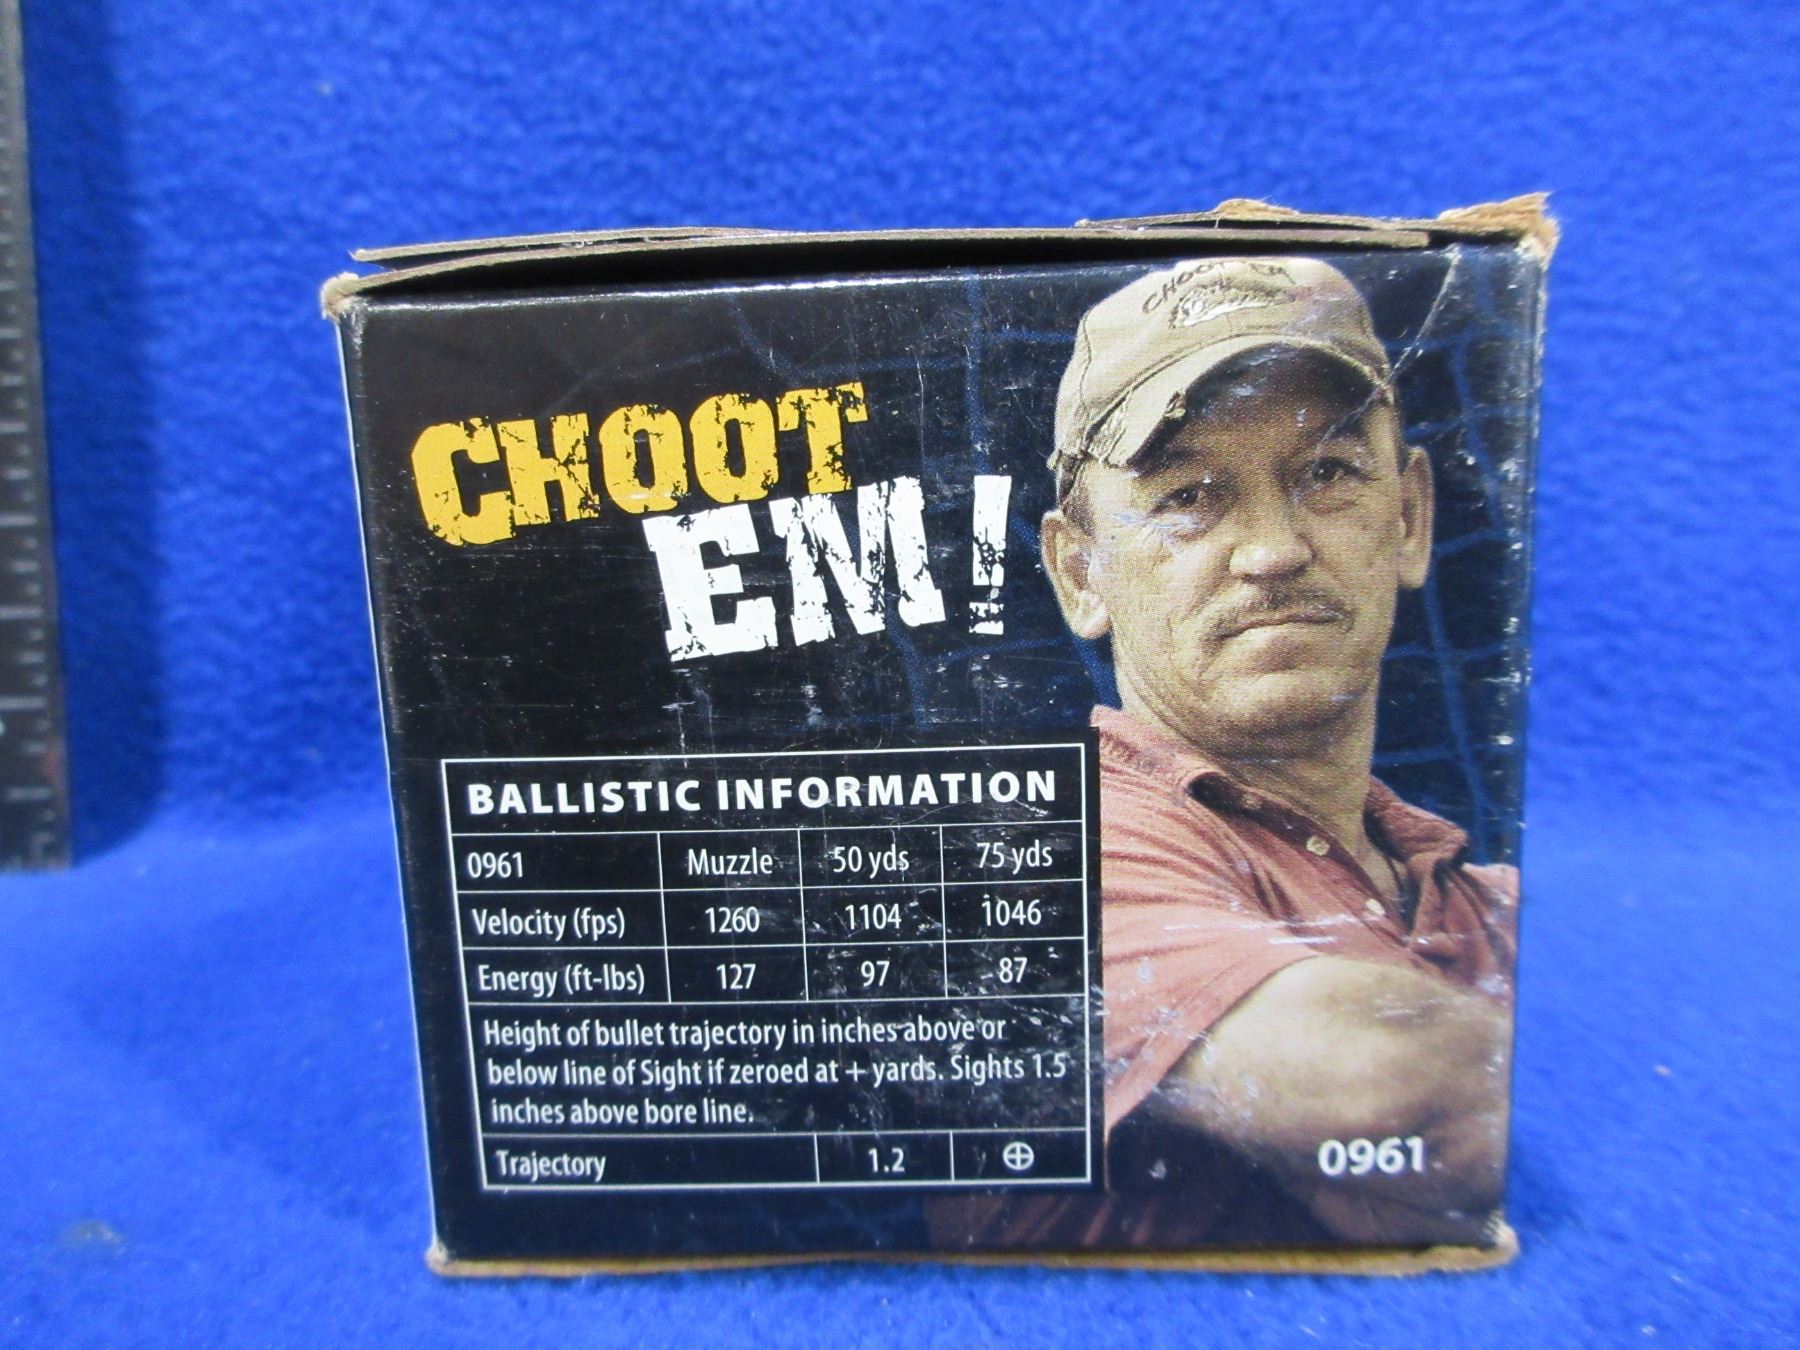 CHOOT EM
CHOOT
EM!
BALLISTIC INFORMATION
0961 Muzzle 50 yds 75 yds
Velocity (fps) 1260 1104 1046
Energy (ft-lbs) 127 97 87
Height of bullet trajectory in inches above or
below line of Sight if zeroed at + yards. Sights 1.5
inches above bore line.
Trajectory 1.2 ⊕
0961